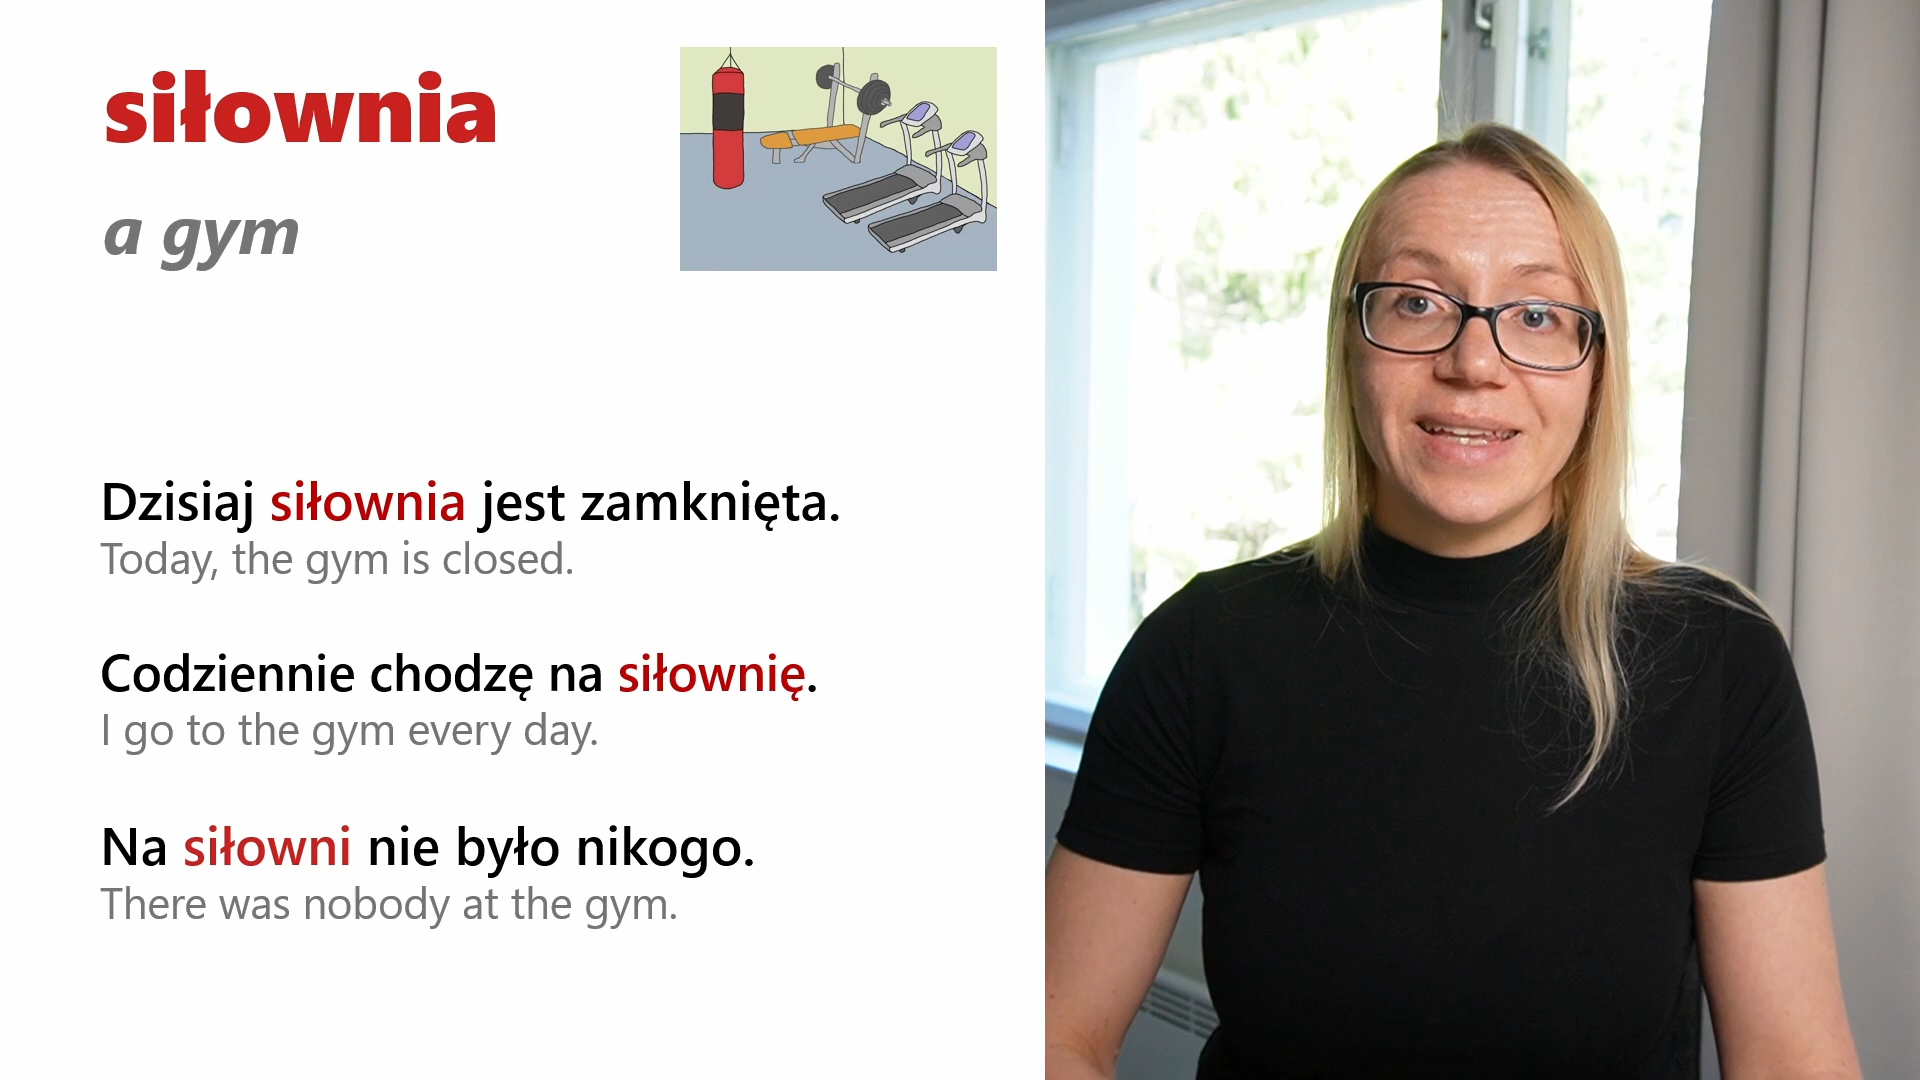 siłownia
a gym
Dzisiaj siłownia jest zamknięta.
Today, the gym is closed.
Codziennie chodzę na siłownię.
I go to the gym every day.
Na siłowni nie było nikogo.
There was nobody at the gym.